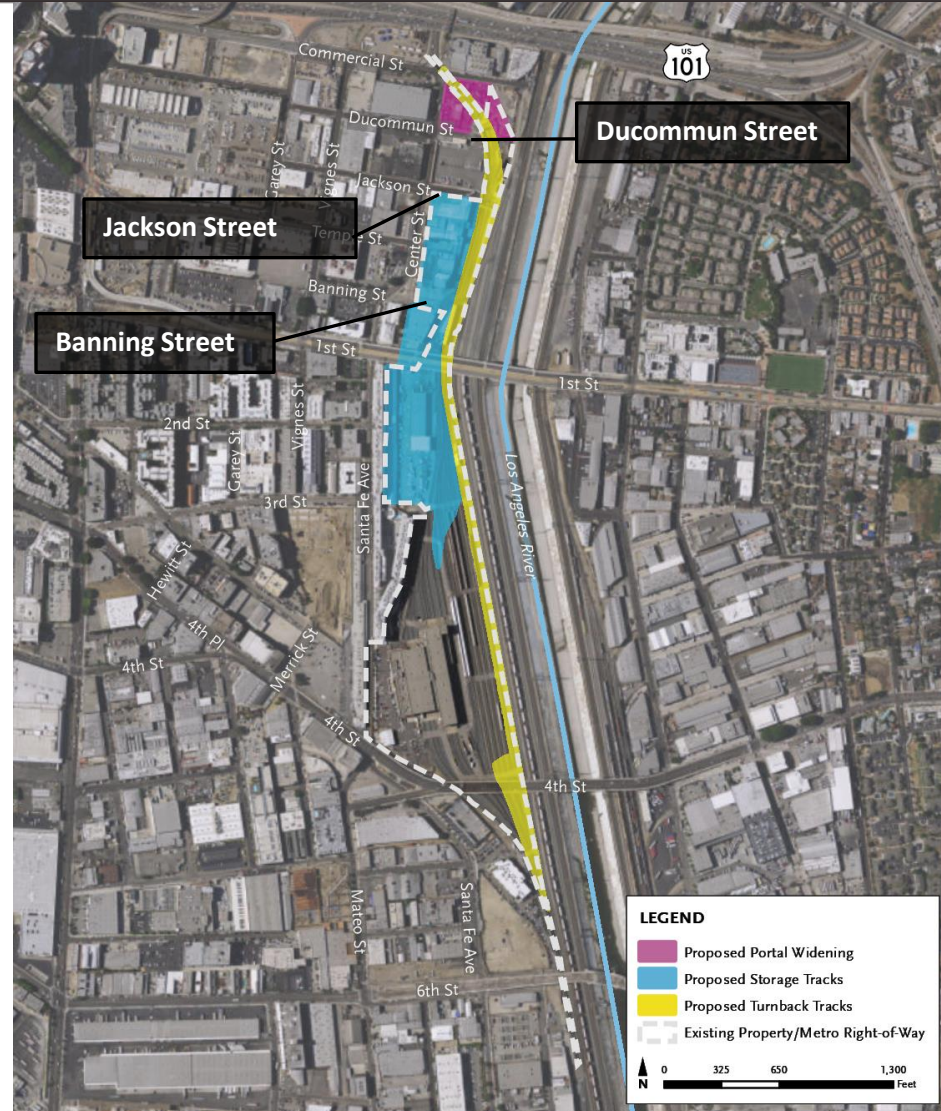 Commercial St
US
101
Ducommun St
Ducommun Street
Garey St
Vignes St
Jackson St
Jackson Street
Temple St
Center St
Banning St
Banning Street
1st St
1st St
2nd St
Vignes St
Garey St
3rd St
Santa Fe Ave
Los Angeles River
Hewitt St
4th Pl
Merrick St
4th St
4th St
4th St
Mateo St
Santa Fe Ave
6th St
LEGEND
Proposed Portal Widening
Proposed Storage Tracks
Proposed Turnback Tracks
Existing Property/Metro Right-of-Way
N
0 325 650 1,300
Feet